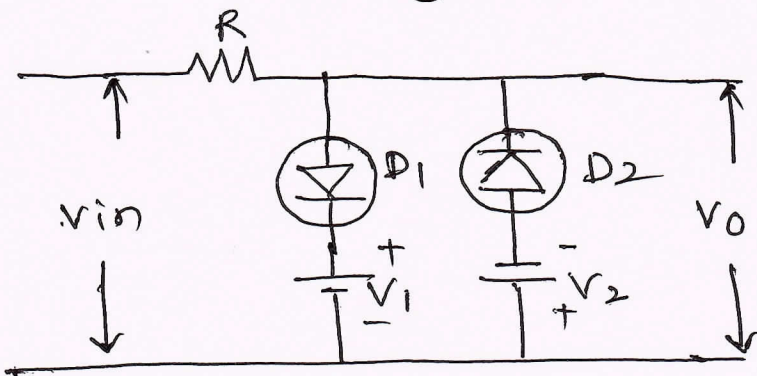 R
D1
D2
Vin
Vo
+
V1
-
-
V2
+